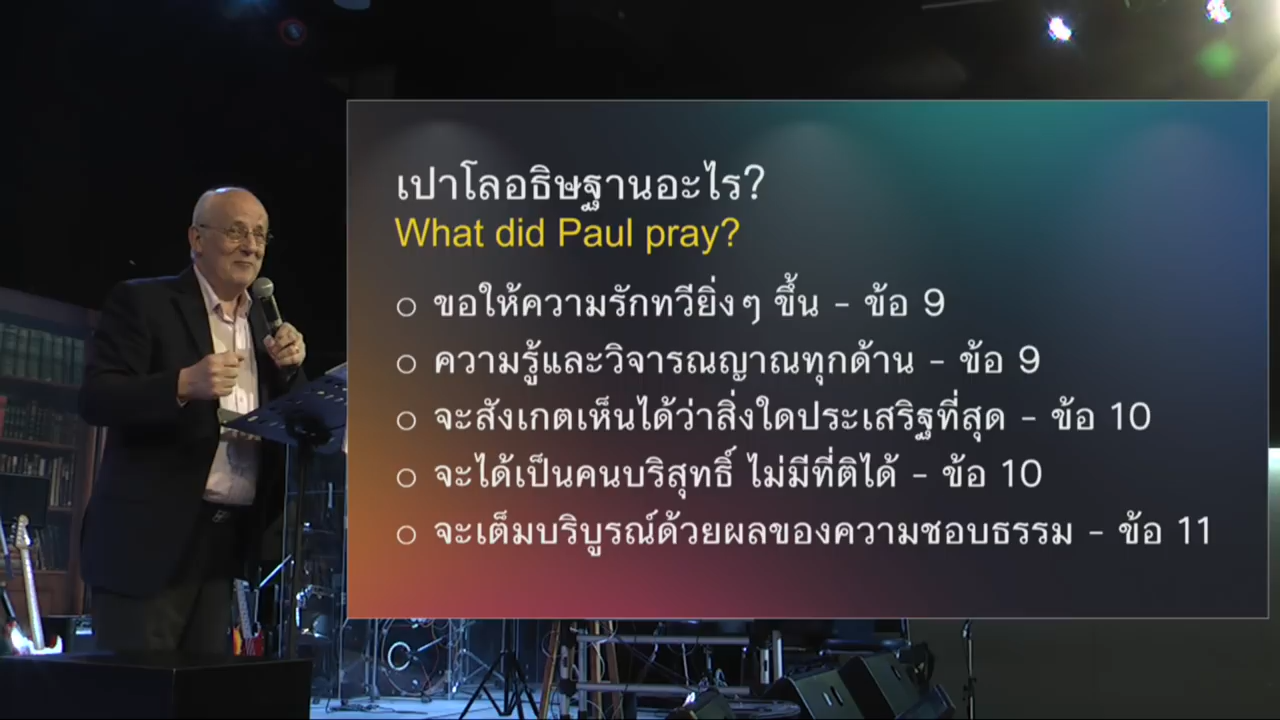 เปาโลอธิษฐานอะไร?
What did Paul pray?
○ ขอให้ความรักทวียิ่งๆ ขึ้น - ข้อ 9
○ ความรู้และวิจารณญาณทุกด้าน - ข้อ 9
○ จะสังเกตเห็นได้ว่าสิ่งใดประเสริฐที่สุด - ข้อ 10
○ จะได้เป็นคนบริสุทธิ์ ไม่มีที่ติได้ - ข้อ 10
○ จะเต็มบริบูรณ์ด้วยผลของความชอบธรรม - ข้อ 11